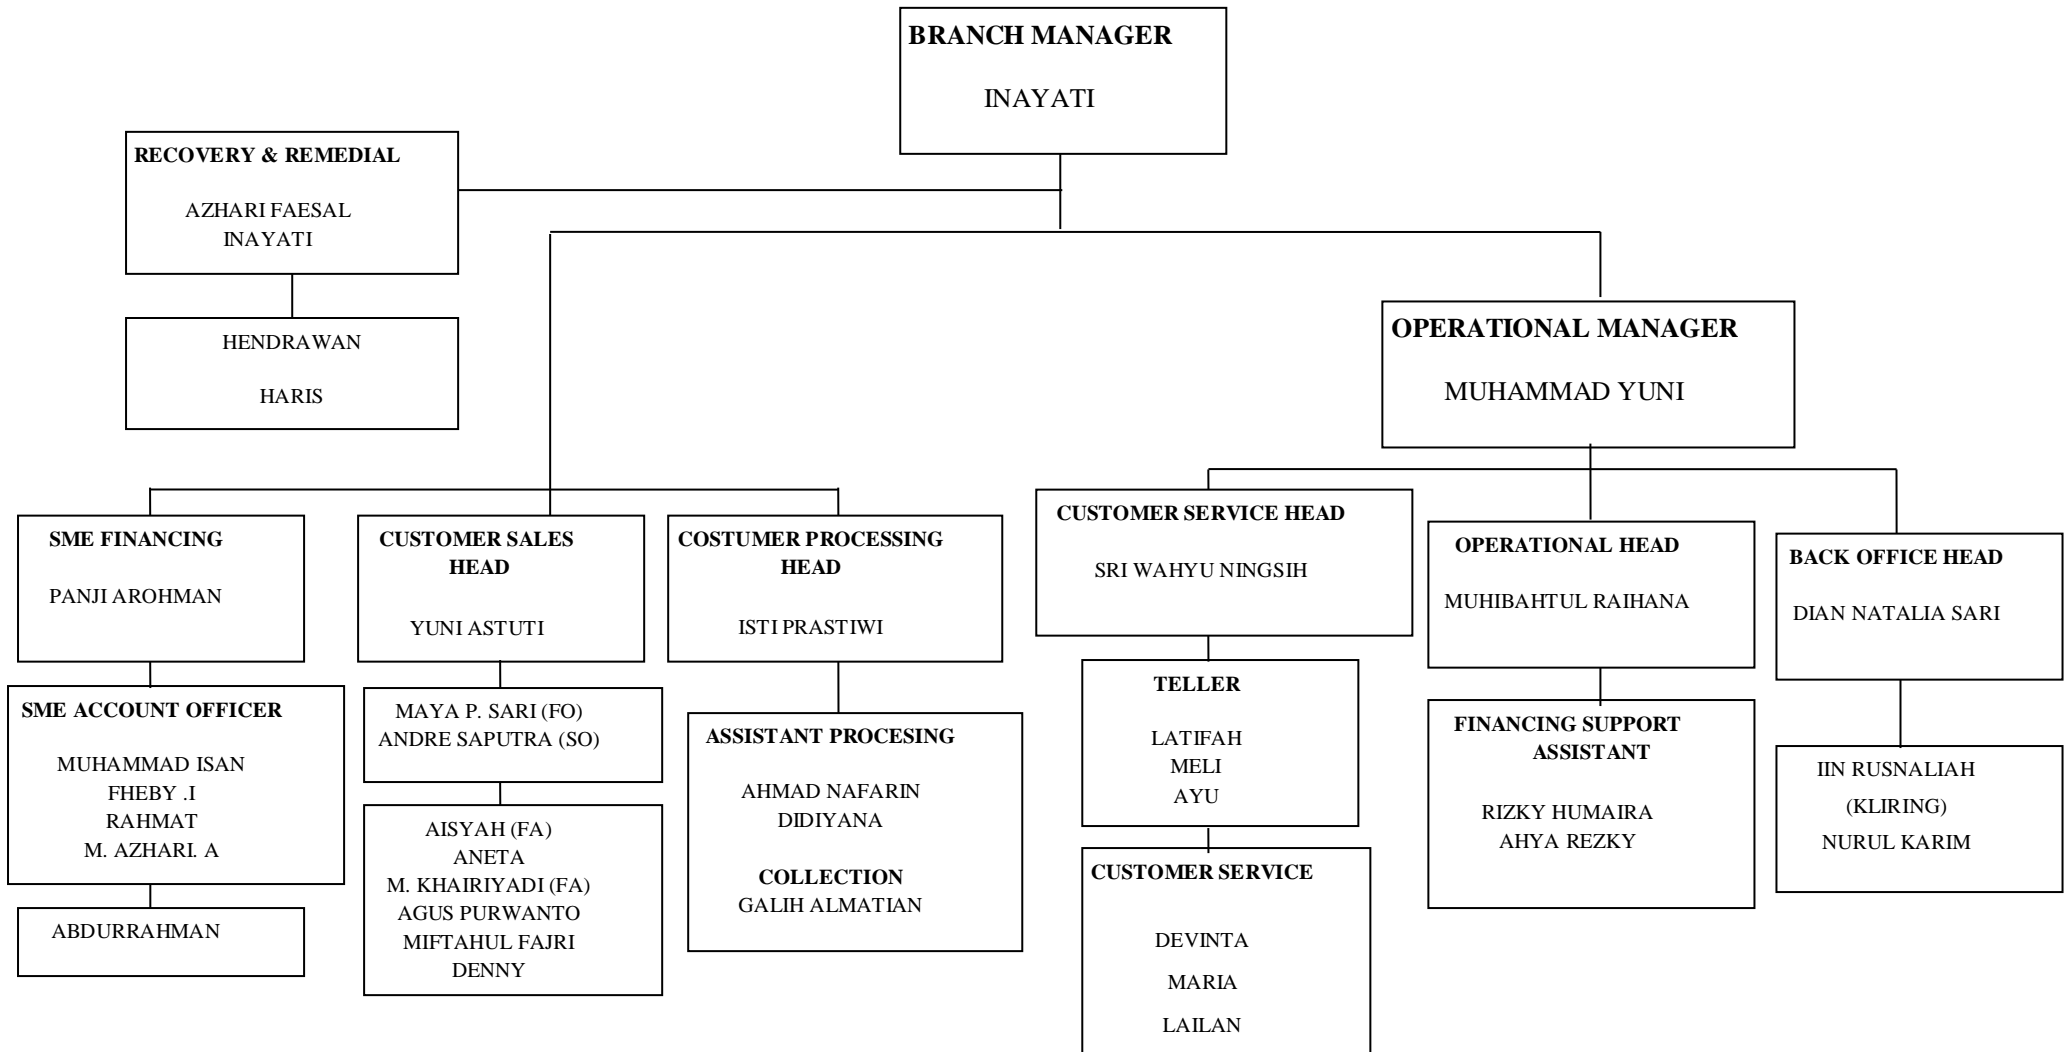 BRANCH MANAGER
INAYATI
RECOVERY & REMEDIAL
AZHARI FAESAL
INAYATI
HENDRAWAN
HARIS
OPERATIONAL MANAGER
MUHAMMAD YUNI
SME FINANCING
PANJI AROHMAN
SME ACCOUNT OFFICER
MUHAMMAD ISAN
FHEBY .I
RAHMAT
M. AZHARI. A
ABDURRAHMAN
CUSTOMER SALES
HEAD
YUNI ASTUTI
MAYA P. SARI (FO)
ANDRE SAPUTRA (SO)
AISYAH (FA)
ANETA
M. KHAIRIYADI (FA)
AGUS PURWANTO
MIFTAHUL FAJRI
DENNY
COSTUMER PROCESSING
HEAD
ISTI PRASTIWI
ASSISTANT PROCESING
AHMAD NAFARIN
DIDIYANA
COLLECTION
GALIH ALMATIAN
CUSTOMER SERVICE HEAD
SRI WAHYU NINGSIH
TELLER
LATIFAH
MELI
AYU
CUSTOMER SERVICE
DEVINTA
MARIA
LAILAN
OPERATIONAL HEAD
MUHIBAHTUL RAIHANA
FINANCING SUPPORT
ASSISTANT
RIZKY HUMAIRA
AHYA REZKY
BACK OFFICE HEAD
DIAN NATALIA SARI
IIN RUSNALIAH
(KLIRING)
NURUL KARIM